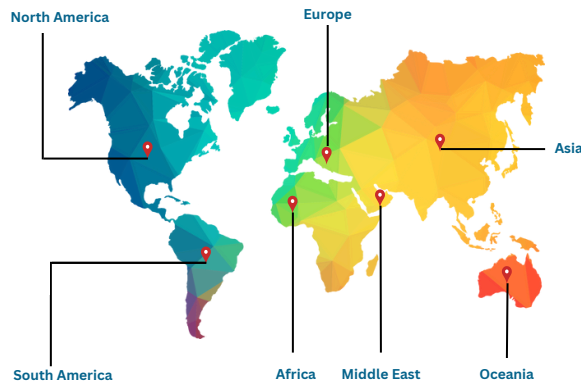 Europe
North America
Asia
South America
Africa
Middle East
Oceania